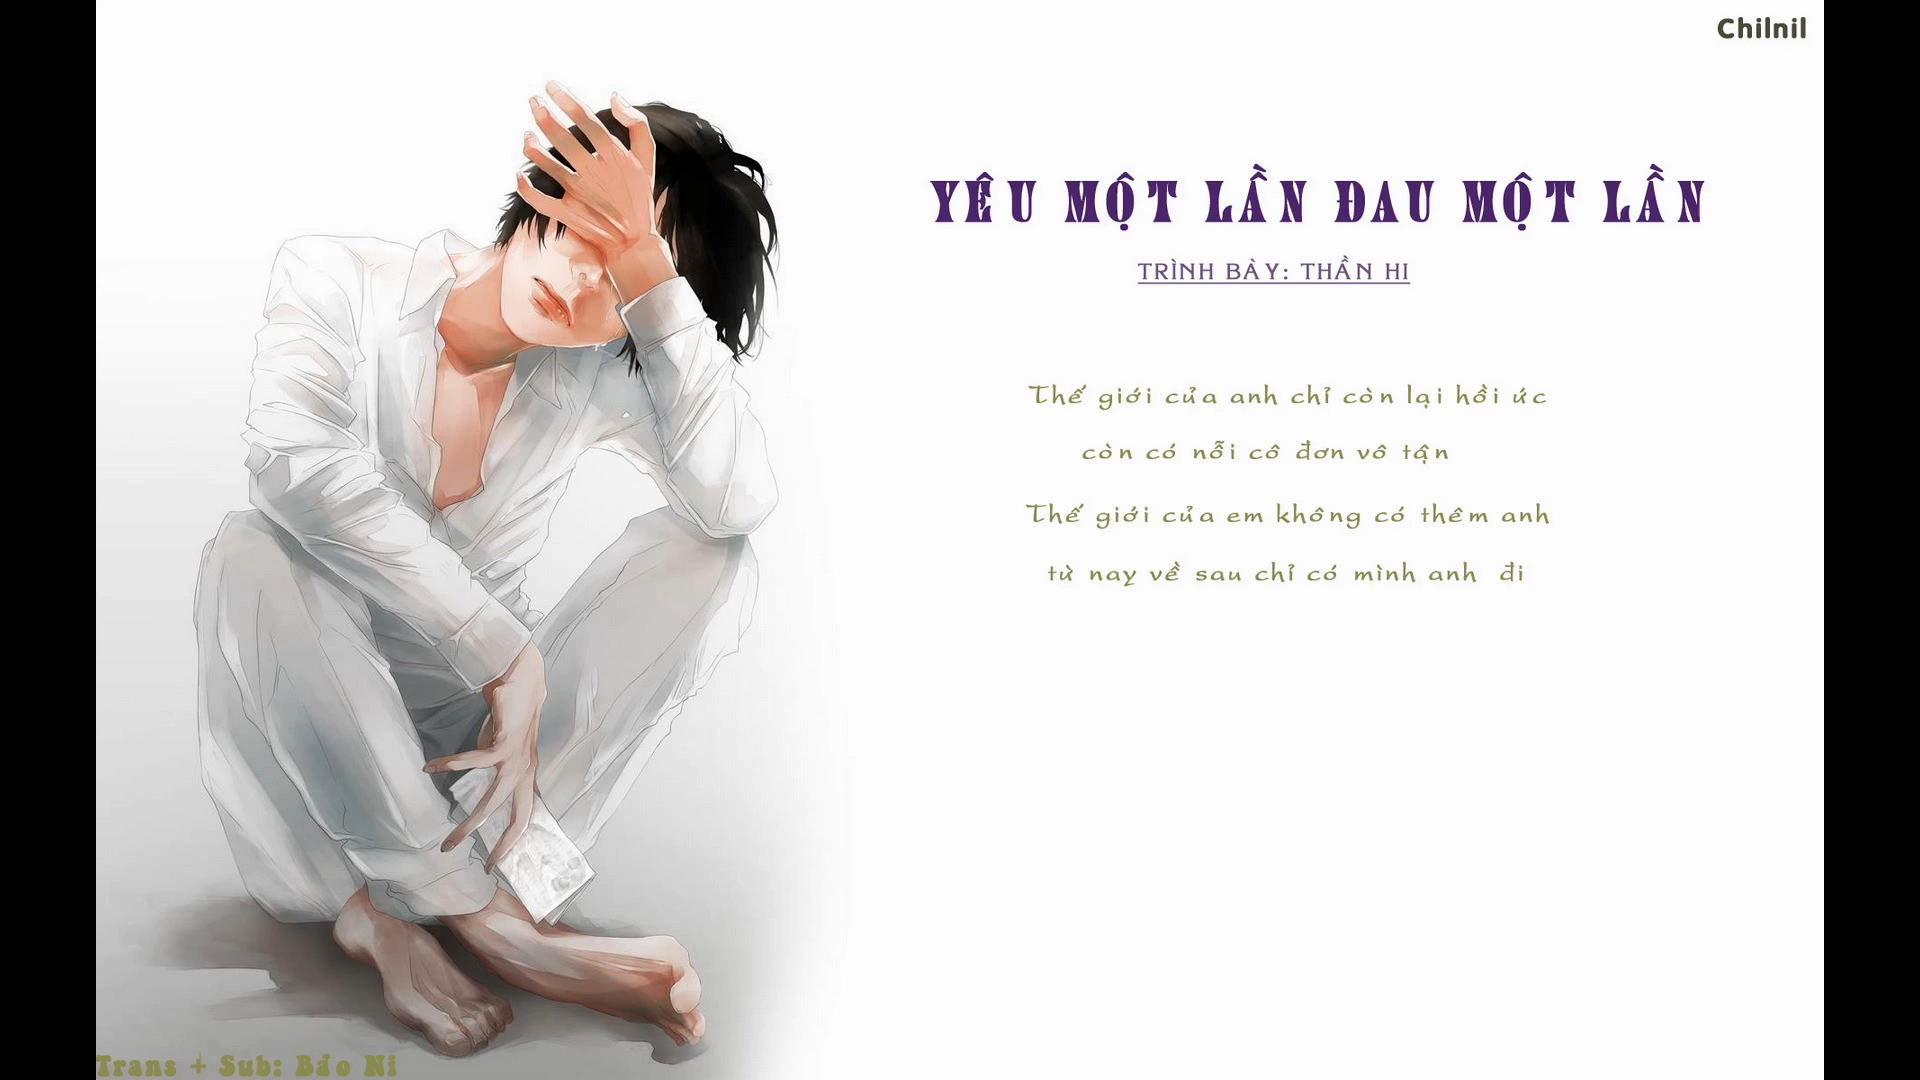 Chilnil
YÊU MỘT LẦN ĐAU MỘT LẦN
TRÌNH BÀY: THẦN HI
Thế giới của anh chỉ còn lại hồi ức
còn có nỗi cô đơn vô tận
Thế giới của em không có thêm anh
từ nay về sau chỉ có mình anh đi
Trans + Sub: Bảo Ni